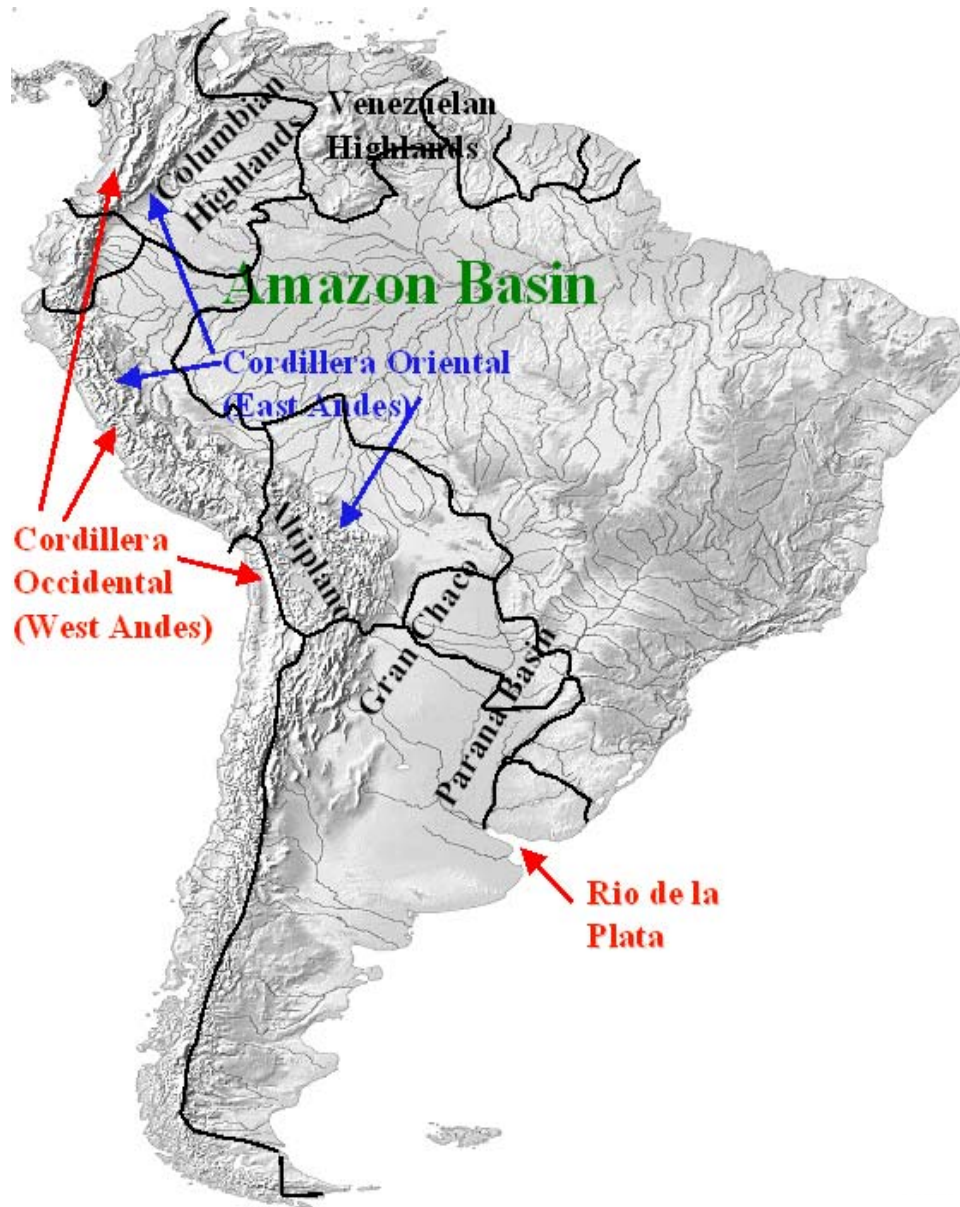 Venezuelan
Highlands
Columbian
Highlands
Amazon Basin
Cordillera Oriental
(East Andes)
Cordillera
Occidental
(West Andes)
Altiplano
Gran Chaco
Parana Basin
Rio de la
Plata